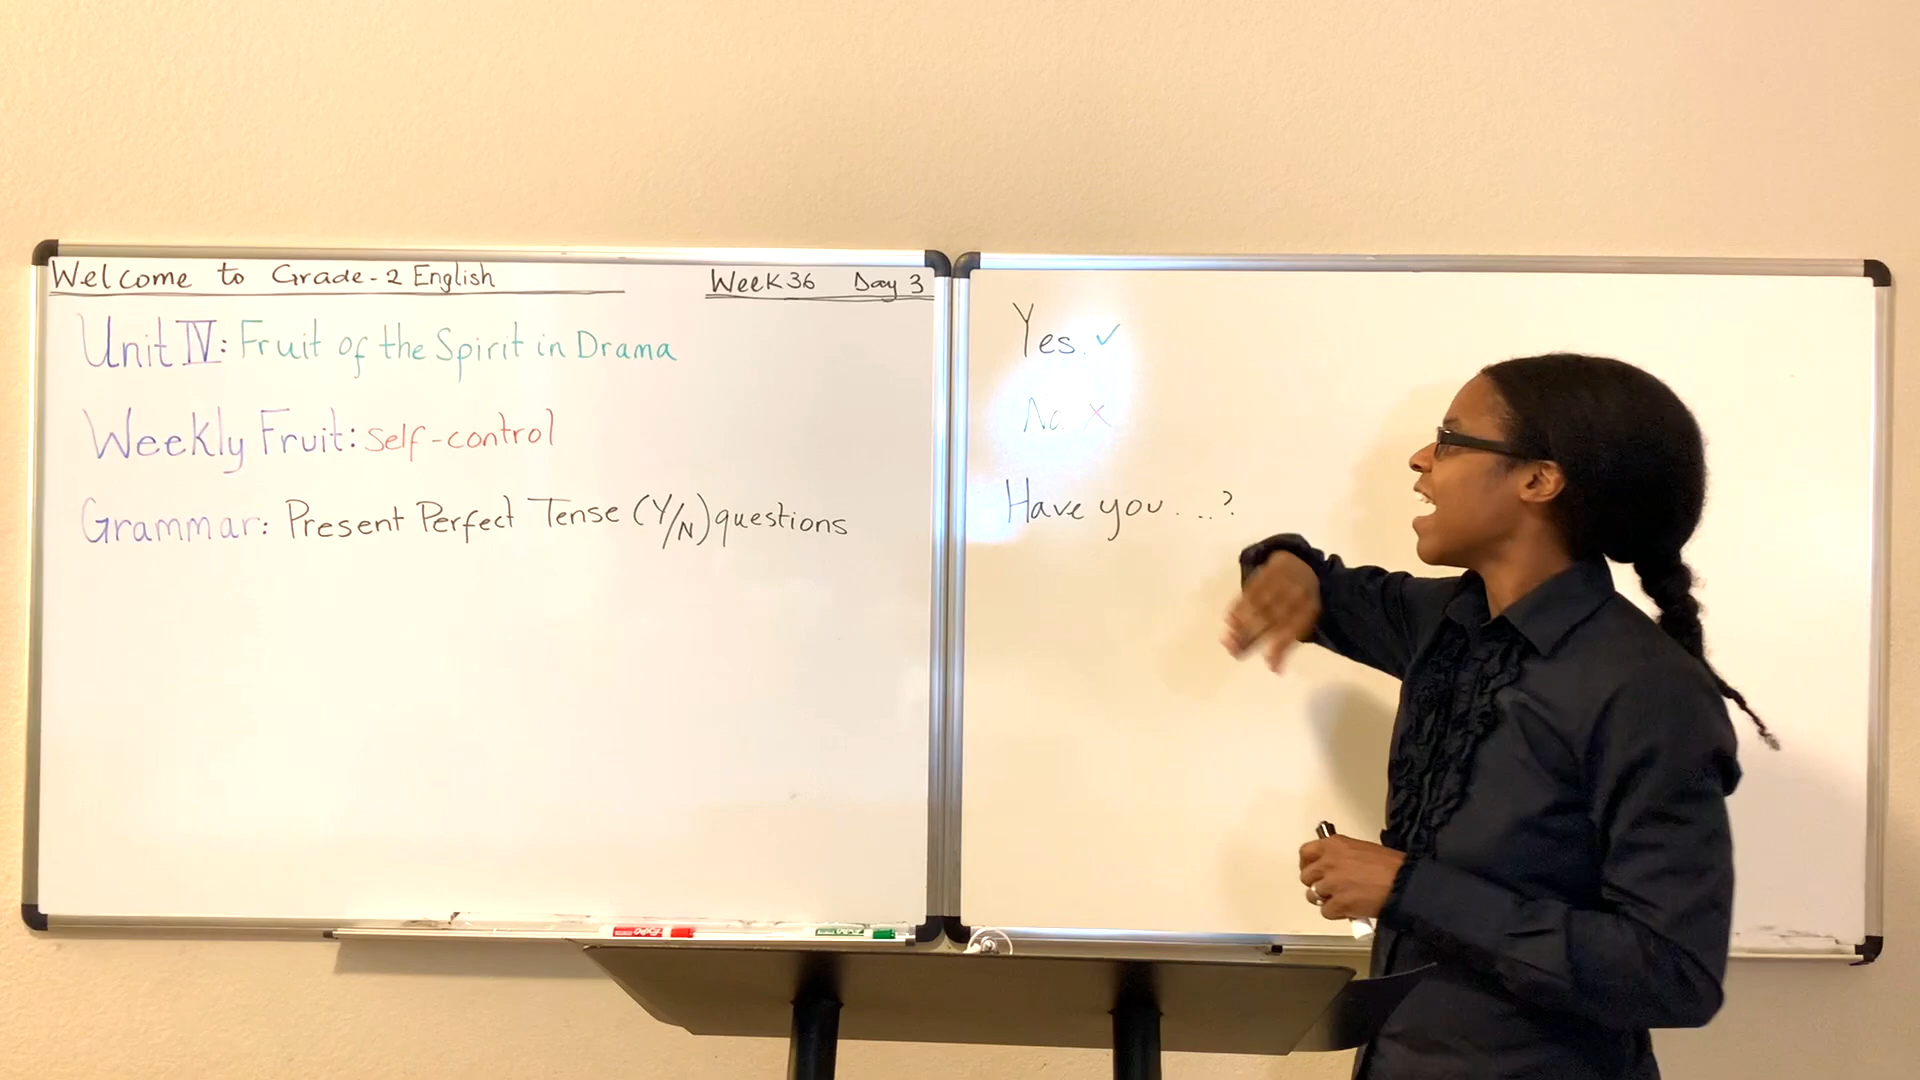 Welcome to Grade-2 English
Week 36 Day 3
Unit IV: Fruit of the Spirit in Drama
Weekly Fruit: Self-control
Grammar: Present Perfect Tense (Y/N) questions
Yes. ✓
No. X
Have you....?